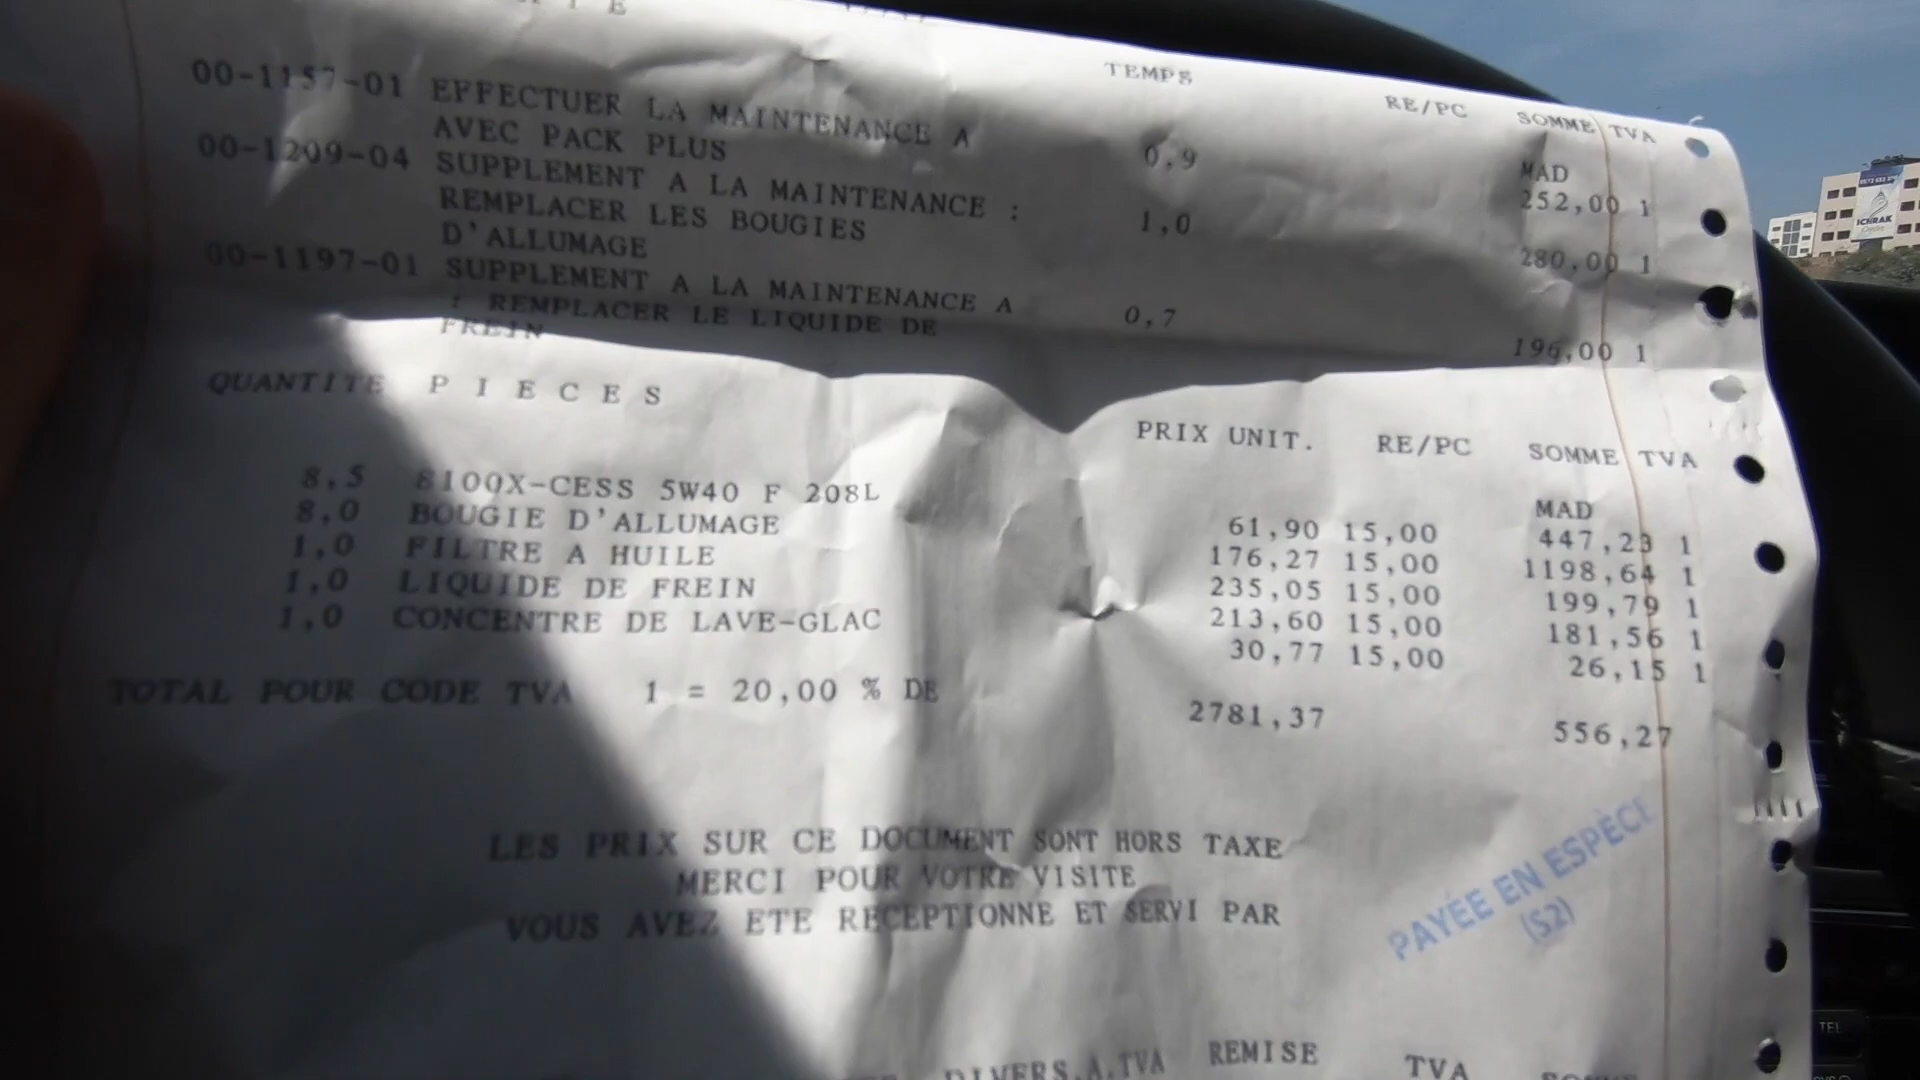 TEMPS RE/PC SOMME TVA
MAD
00-1157-01 EFFECTUER LA MAINTENANCE A 0,9 252,00 1
AVEC PACK PLUS
00-1209-04 SUPPLEMENT A LA MAINTENANCE : 1,0 280,00 1
REMPLACER LES BOUGIES
D'ALLUMAGE
00-1197-01 SUPPLEMENT A LA MAINTENANCE A 0,7 196,00 1
: REMPLACER LE LIQUIDE DE
FREIN
QUANTITE P I E C E S PRIX UNIT. RE/PC SOMME TVA
MAD
8,5 8100X-CESS 5W40 F 208L 61,90 15,00 447,23 1
8,0 BOUGIE D'ALLUMAGE 176,27 15,00 1198,64 1
1,0 FILTRE A HUILE 235,05 15,00 199,79 1
1,0 LIQUIDE DE FREIN 213,60 15,00 181,56 1
1,0 CONCENTRE DE LAVE-GLAC 30,77 15,00 26,15 1
TOTAL POUR CODE TVA 1 = 20,00 % DE 2781,37 556,27
LES PRIX SUR CE DOCUMENT SONT HORS TAXE
MERCI POUR VOTRE VISITE
VOUS AVEZ ETE RECEPTIONNE ET SERVI PAR
PAYÉE EN ESPÈCE
(S2)
DIVERS.A.TVA REMISE TVA
ICHRAK
TEL